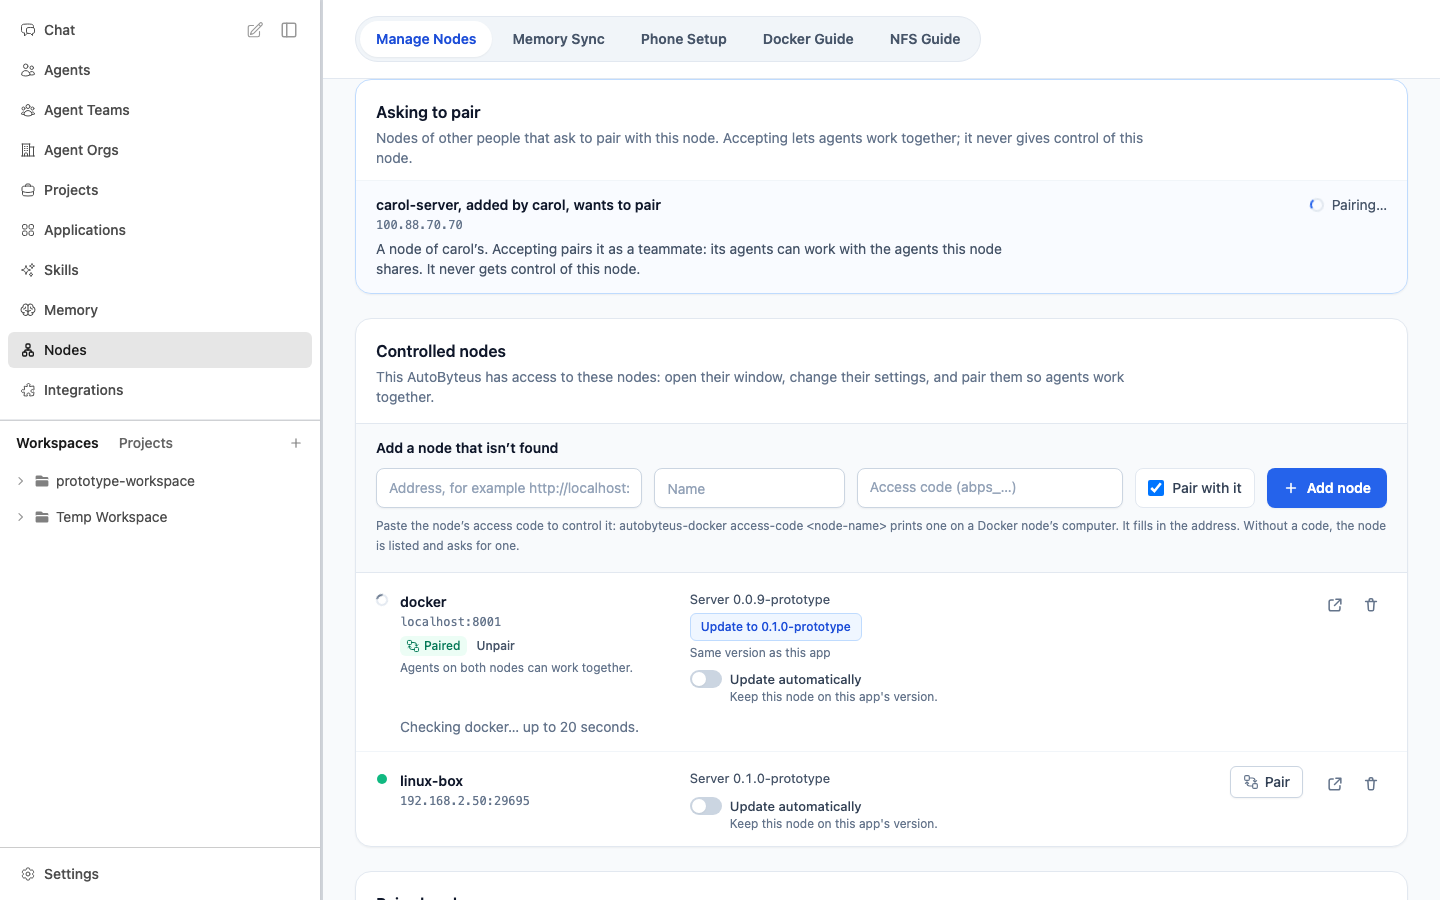 Chat
Agents
Agent Teams
Agent Orgs
Projects
Applications
Skills
Memory
Nodes
Integrations
Workspaces Projects
prototype-workspace
Temp Workspace
Settings
Manage Nodes Memory Sync Phone Setup Docker Guide NFS Guide
Asking to pair
Nodes of other people that ask to pair with this node. Accepting lets agents work together; it never gives control of this
node.
carol-server, added by carol, wants to pair
Pairing...
100.88.70.70
A node of carol’s. Accepting pairs it as a teammate: its agents can work with the agents this node
shares. It never gets control of this node.
Controlled nodes
This AutoByteus has access to these nodes: open their window, change their settings, and pair them so agents work
together.
Add a node that isn’t found
Address, for example http://localhost: Name Access code (abps_...) Pair with it Add node
Paste the node’s access code to control it: autobyteus-docker access-code <node-name> prints one on a Docker node’s computer. It fills in the address. Without a code, the node
is listed and asks for one.
docker
localhost:8001
Paired Unpair
Agents on both nodes can work together.
Server 0.0.9-prototype
Update to 0.1.0-prototype
Same version as this app
Update automatically
Keep this node on this app's version.
Checking docker... up to 20 seconds.
linux-box
192.168.2.50:29695
Server 0.1.0-prototype
Update automatically
Keep this node on this app's version.
Pair